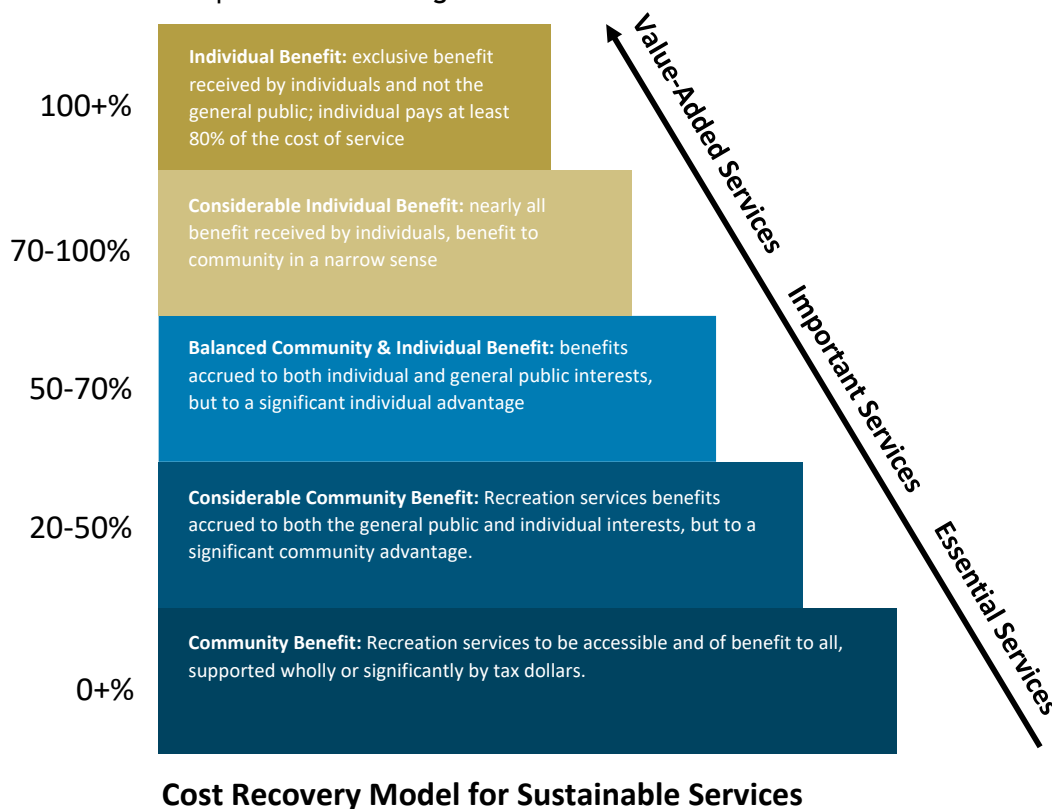 100+%
Individual Benefit: exclusive benefit
received by individuals and not the
general public; individual pays at least
80% of the cost of service
70-100%
Considerable Individual Benefit: nearly all
benefit received by individuals, benefit to
community in a narrow sense
50-70%
Balanced Community & Individual Benefit: benefits
accrued to both individual and general public interests,
but to a significant individual advantage
20-50%
Considerable Community Benefit: Recreation services benefits
accrued to both the general public and individual interests, but to a
significant community advantage.
0+%
Community Benefit: Recreation services to be accessible and of benefit to all,
supported wholly or significantly by tax dollars.
Value-Added Services
Important Services
Essential Services
Cost Recovery Model for Sustainable Services